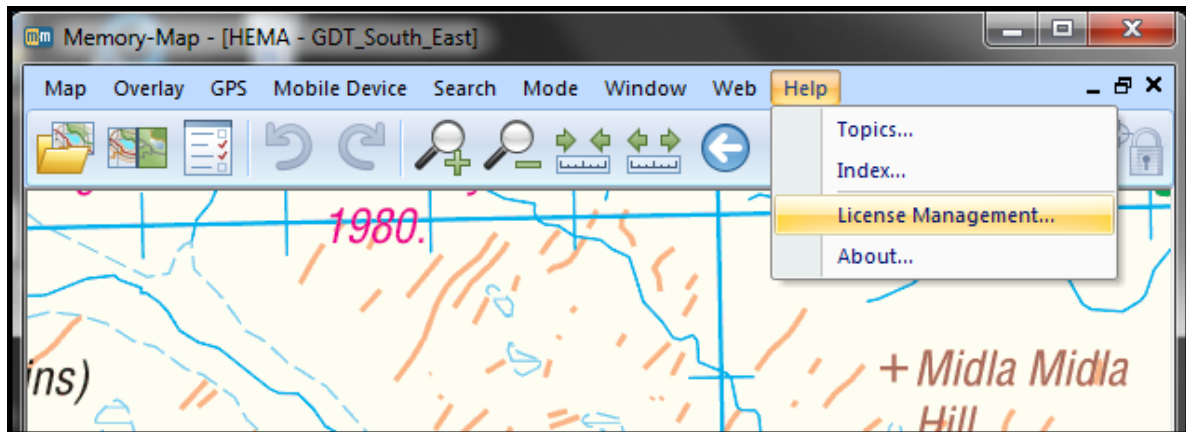 Memory-Map - [HEMA - GDT_South_East]
Map Overlay GPS Mobile Device Search Mode Window Web Help
Topics...
Index...
License Management...
About...
1980.
ins)
+ Midla Midla
Hill